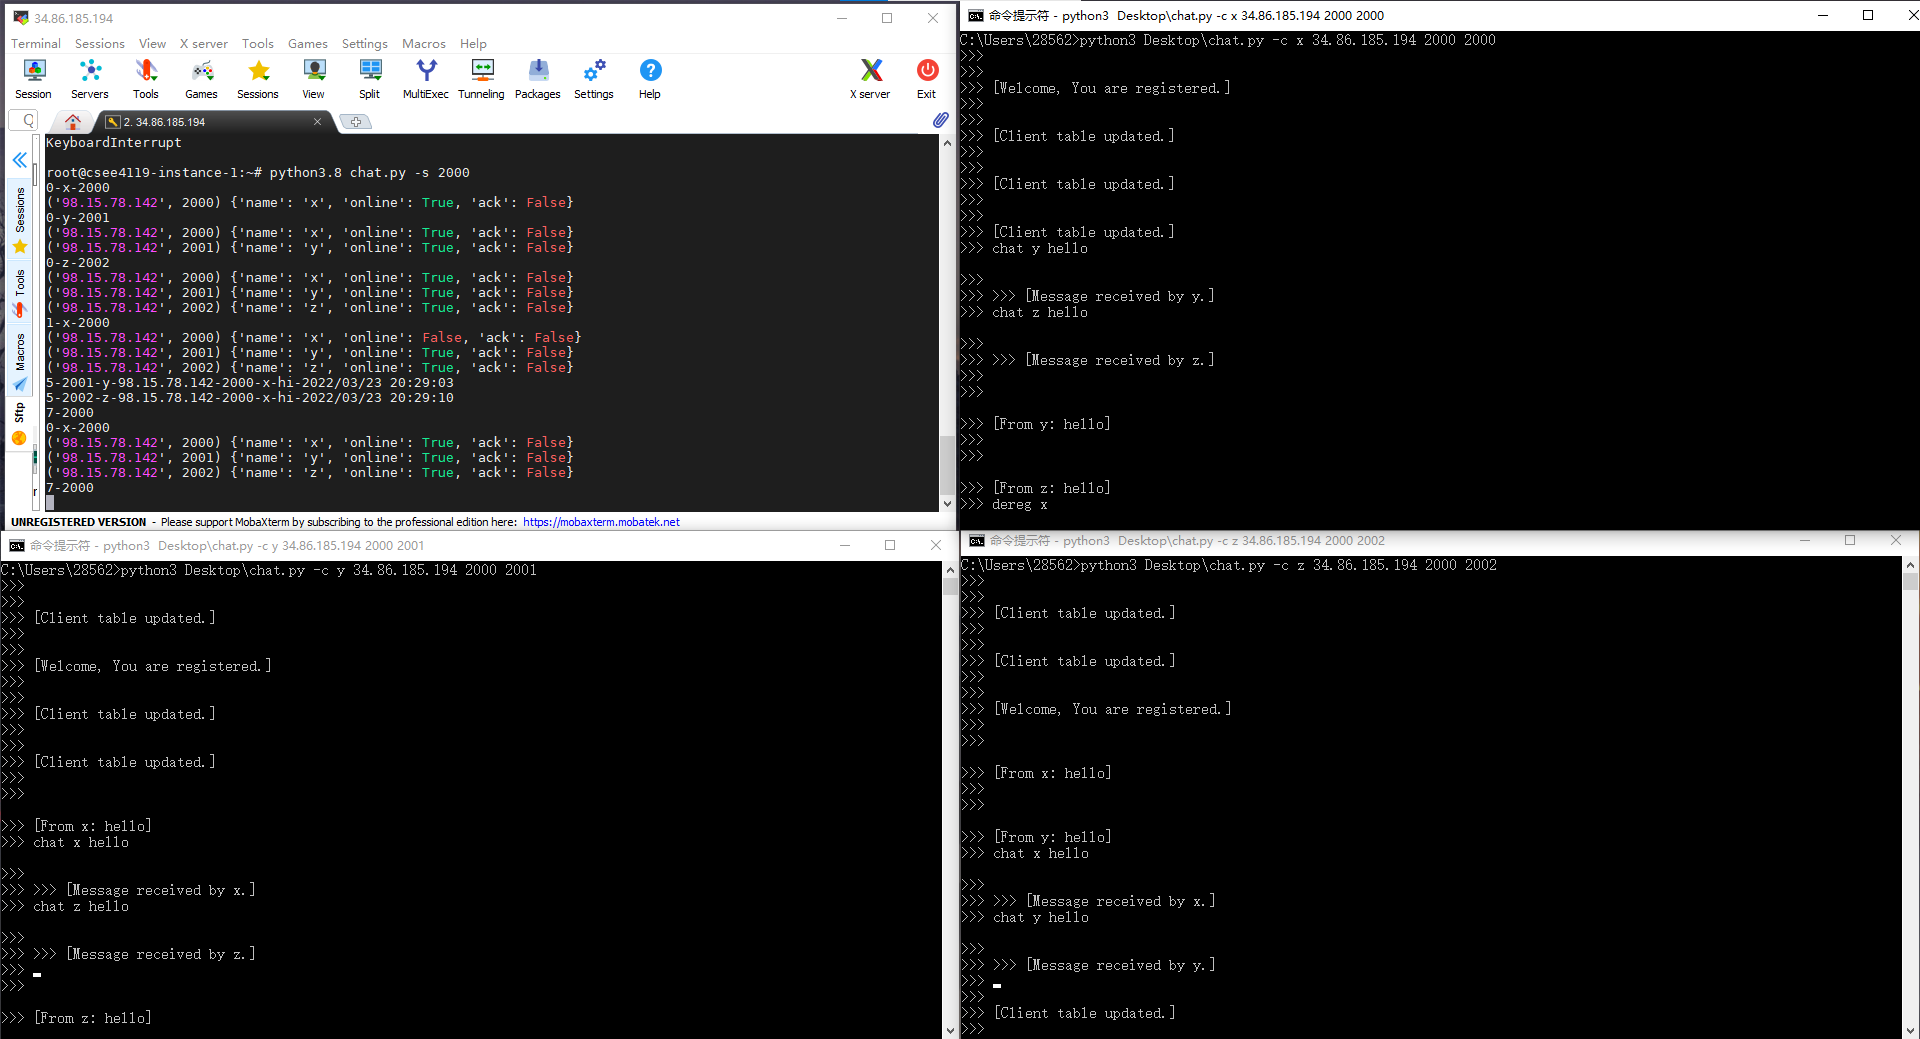 34.86.185.194
Terminal Sessions View X server Tools Games Settings Macros Help
Session Servers Tools Games Sessions View Split MultiExec Tunneling Packages Settings Help X server Exit
2. 34.86.185.194
Sessions
Tools
Macros
Sftp
KeyboardInterrupt
root@csee4119-instance-1:~# python3.8 chat.py -s 2000
0-x-2000
('98.15.78.142', 2000) {'name': 'x', 'online': True, 'ack': False}
0-y-2001
('98.15.78.142', 2000) {'name': 'x', 'online': True, 'ack': False}
('98.15.78.142', 2001) {'name': 'y', 'online': True, 'ack': False}
0-z-2002
('98.15.78.142', 2000) {'name': 'x', 'online': True, 'ack': False}
('98.15.78.142', 2001) {'name': 'y', 'online': True, 'ack': False}
('98.15.78.142', 2002) {'name': 'z', 'online': True, 'ack': False}
1-x-2000
('98.15.78.142', 2000) {'name': 'x', 'online': False, 'ack': False}
('98.15.78.142', 2001) {'name': 'y', 'online': True, 'ack': False}
('98.15.78.142', 2002) {'name': 'z', 'online': True, 'ack': False}
5-2001-y-98.15.78.142-2000-x-hi-2022/03/23 20:29:03
5-2002-z-98.15.78.142-2000-x-hi-2022/03/23 20:29:10
7-2000
0-x-2000
('98.15.78.142', 2000) {'name': 'x', 'online': True, 'ack': False}
('98.15.78.142', 2001) {'name': 'y', 'online': True, 'ack': False}
('98.15.78.142', 2002) {'name': 'z', 'online': True, 'ack': False}
7-2000
UNREGISTERED VERSION - Please support MobaXterm by subscribing to the professional edition here: https://mobaxterm.mobatek.net
命令提示符 - python3 Desktop\chat.py -c x 34.86.185.194 2000 2000
C:\Users\28562>python3 Desktop\chat.py -c x 34.86.185.194 2000 2000
>>>
>>>
>>> [Welcome, You are registered.]
>>>
>>>
>>> [Client table updated.]
>>>
>>>
>>> [Client table updated.]
>>>
>>>
>>> [Client table updated.]
>>> chat y hello
>>>
>>> >>> [Message received by y.]
>>> chat z hello
>>>
>>> >>> [Message received by z.]
>>>
>>>
>>> [From y: hello]
>>>
>>>
>>> [From z: hello]
>>> dereg x
命令提示符 - python3 Desktop\chat.py -c y 34.86.185.194 2000 2001
C:\Users\28562>python3 Desktop\chat.py -c y 34.86.185.194 2000 2001
>>>
>>>
>>> [Client table updated.]
>>>
>>>
>>> [Welcome, You are registered.]
>>>
>>>
>>> [Client table updated.]
>>>
>>>
>>> [Client table updated.]
>>>
>>>
>>> [From x: hello]
>>> chat x hello
>>>
>>> >>> [Message received by x.]
>>> chat z hello
>>>
>>> >>> [Message received by z.]
>>>
>>>
>>> [From z: hello]
命令提示符 - python3 Desktop\chat.py -c z 34.86.185.194 2000 2002
C:\Users\28562>python3 Desktop\chat.py -c z 34.86.185.194 2000 2002
>>>
>>>
>>> [Client table updated.]
>>>
>>>
>>> [Client table updated.]
>>>
>>>
>>> [Welcome, You are registered.]
>>>
>>>
>>> [From x: hello]
>>>
>>>
>>> [From y: hello]
>>> chat x hello
>>>
>>> >>> [Message received by x.]
>>> chat y hello
>>>
>>> >>> [Message received by y.]
>>>
>>>
>>> [Client table updated.]
>>>